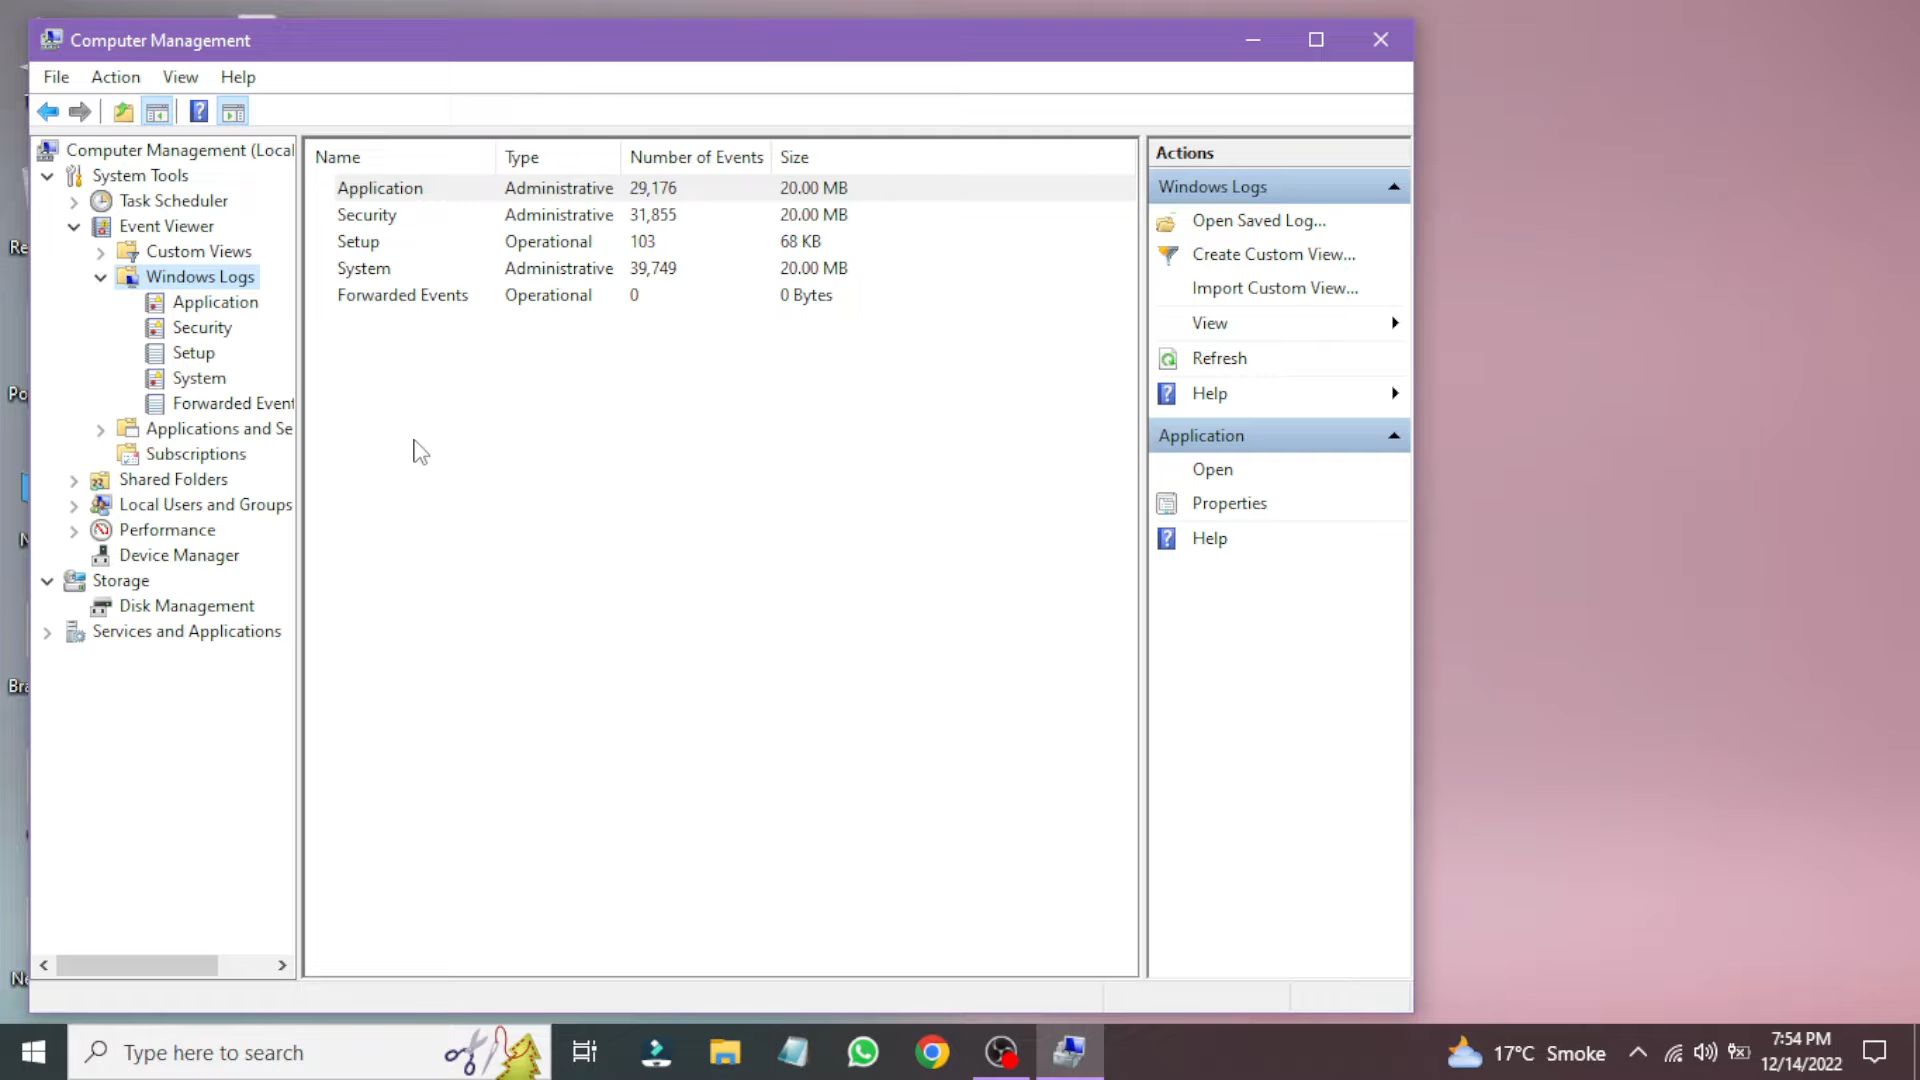 Computer Management
File Action View Help
Computer Management (Local
System Tools
Task Scheduler
Event Viewer
Custom Views
Windows Logs
Application
Security
Setup
System
Forwarded Event
Applications and Se
Subscriptions
Shared Folders
Local Users and Groups
Performance
Device Manager
Storage
Disk Management
Services and Applications
Name Type Number of Events Size
Application Administrative 29,176 20.00 MB
Security Administrative 31,855 20.00 MB
Setup Operational 103 68 KB
System Administrative 39,749 20.00 MB
Forwarded Events Operational 0 0 Bytes
Actions
Windows Logs
Open Saved Log...
Create Custom View...
Import Custom View...
View
Refresh
Help
Application
Open
Properties
Help
Re
Po
Bra
Type here to search
17°C Smoke
7:54 PM
12/14/2022